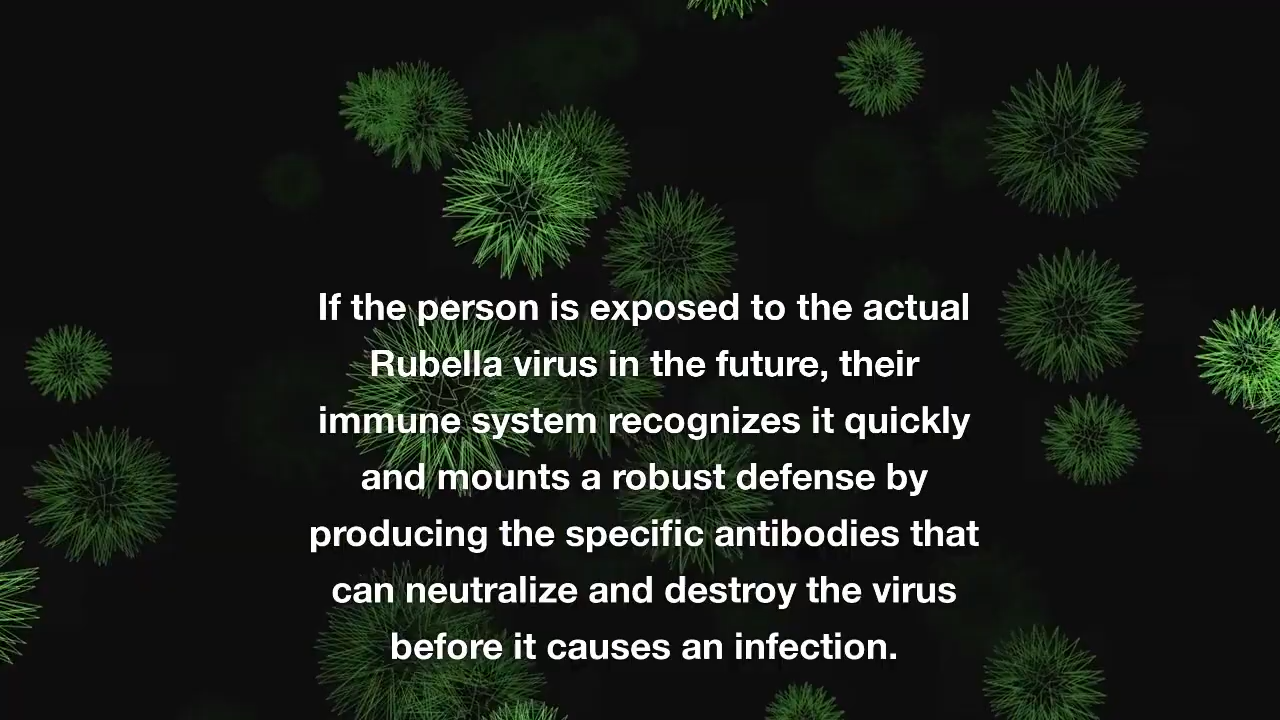 If the person is exposed to the actual
Rubella virus in the future, their
immune system recognizes it quickly
and mounts a robust defense by
producing the specific antibodies that
can neutralize and destroy the virus
before it causes an infection.